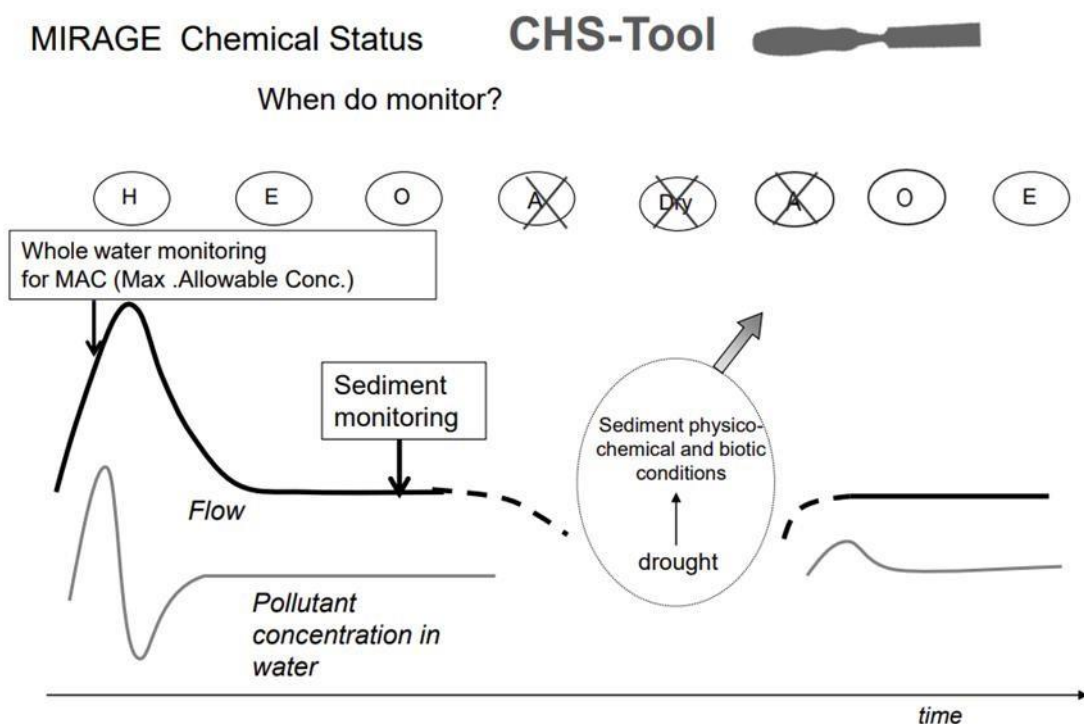 MIRAGE Chemical Status
CHS-Tool
When do monitor?
H
E
O
A
Dry
A
O
E
Whole water monitoring
for MAC (Max .Allowable Conc.)
Sediment
monitoring
Sediment physico-
chemical and biotic
conditions
drought
Flow
Pollutant
concentration in
water
time